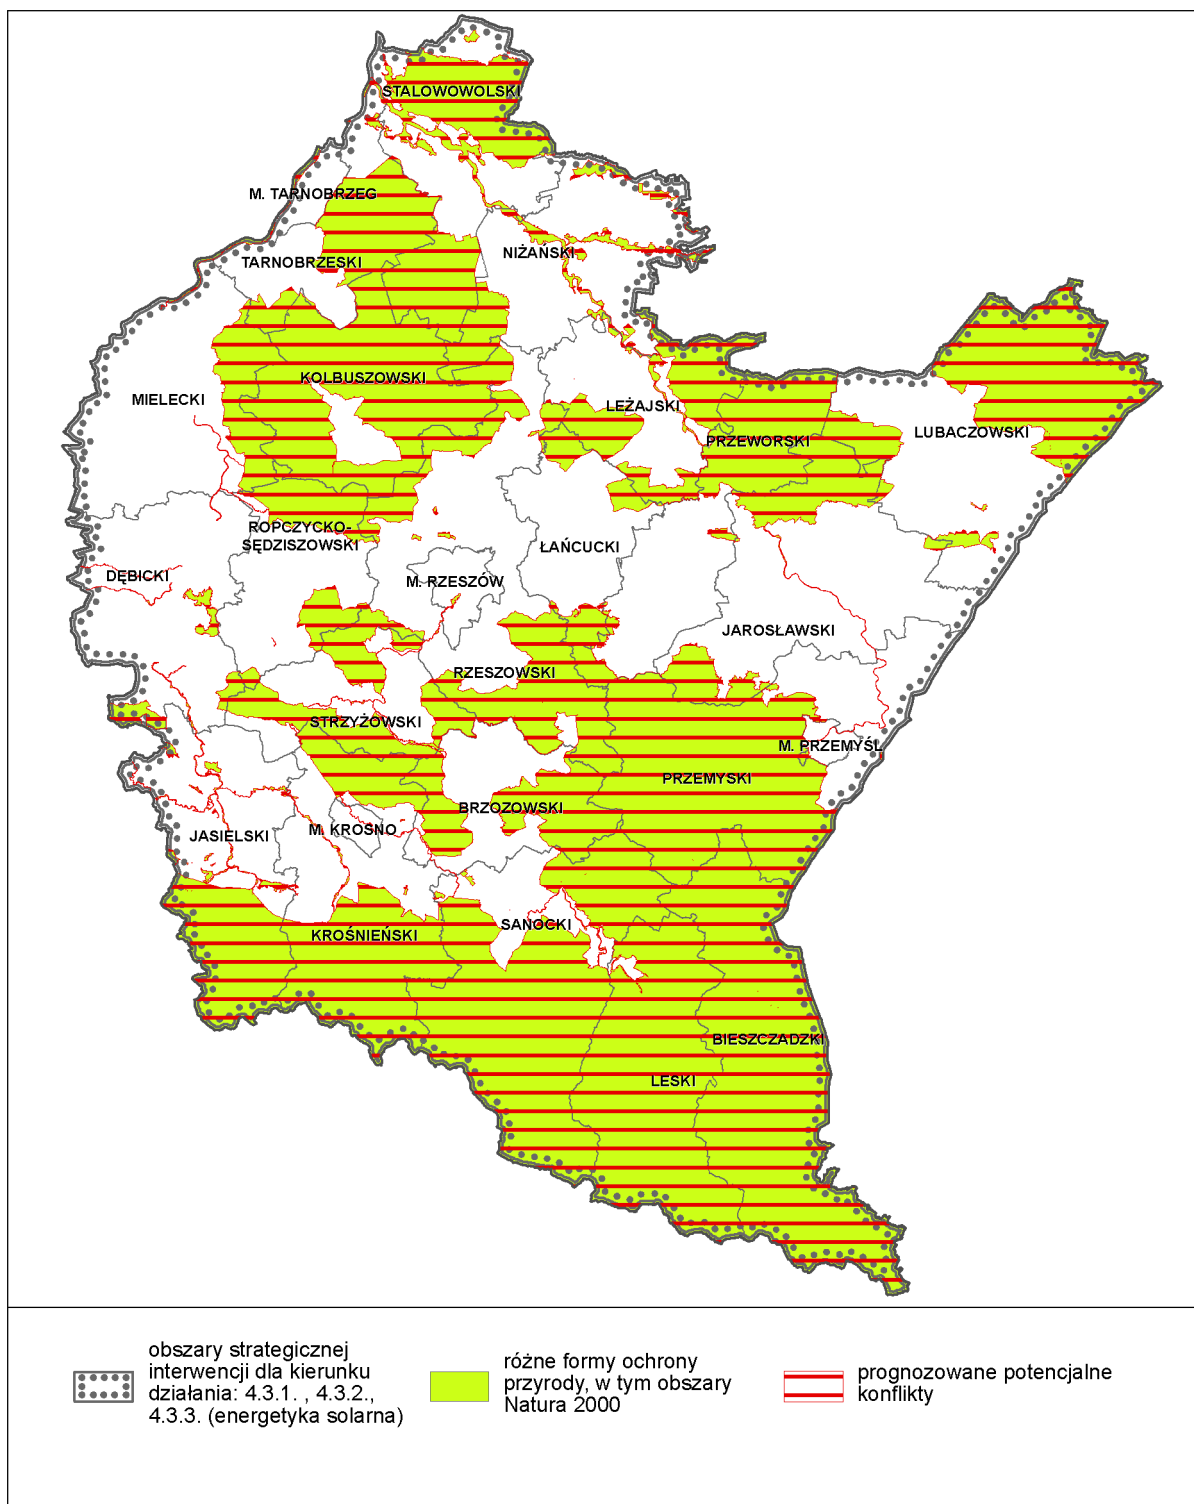 STALOWOWOLSKI
M. TARNOBRZEG
NIŻAŃSKI
TARNOBRZESKI
KOLBUSZOWSKI
MIELECKI
LEŻAJSKI
PRZEWORSKI
LUBACZOWSKI
ROPCZYCKO-
SĘDZISZOWSKI
ŁAŃCUCKI
DĘBICKI
M. RZESZÓW
JAROSŁAWSKI
RZESZOWSKI
STRZYŻOWSKI
M. PRZEMYŚL
PRZEMYSKI
BRZOZOWSKI
JASIELSKI
M. KROSNO
SANOCKI
KROŚNIEŃSKI
BIESZCZADZKI
LESKI
obszary strategicznej
interwencji dla kierunku
działania: 4.3.1. , 4.3.2.,
4.3.3. (energetyka solarna)
różne formy ochrony
przyrody, w tym obszary
Natura 2000
prognozowane potencjalne
konflikty